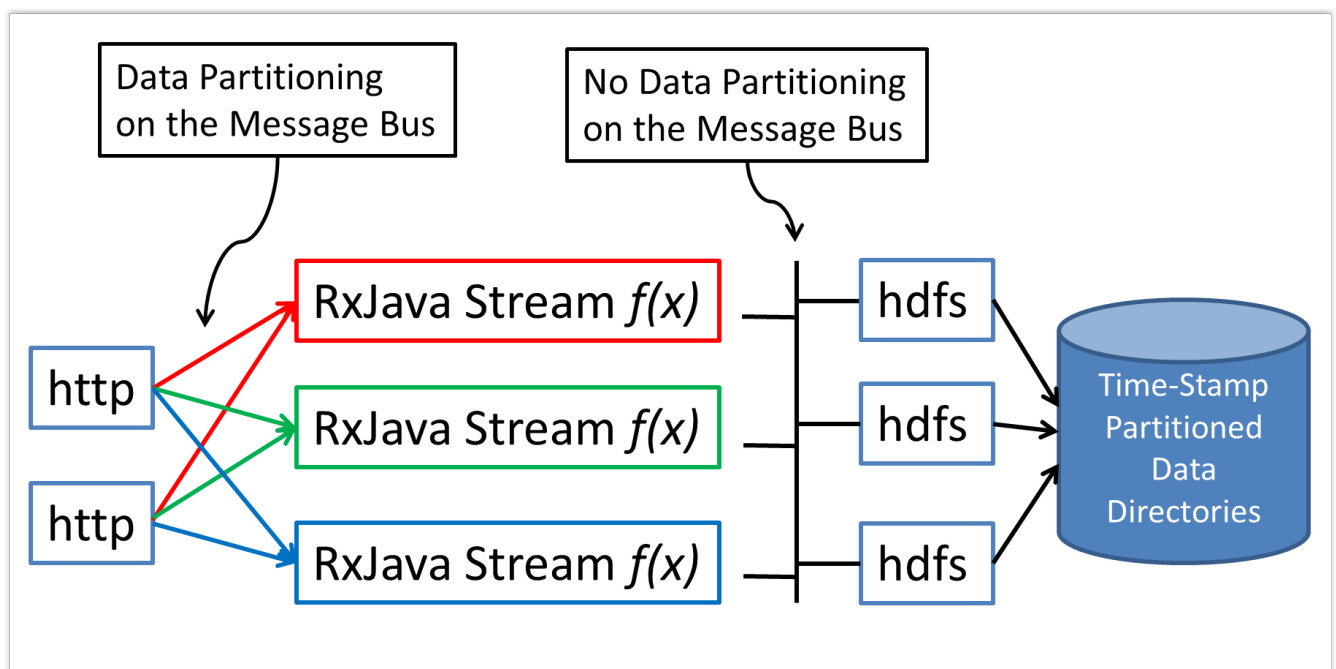 Data Partitioning
on the Message Bus
No Data Partitioning
on the Message Bus
http
http
RxJava Stream f(x)
RxJava Stream f(x)
RxJava Stream f(x)
hdfs
hdfs
hdfs
Time-Stamp
Partitioned
Data
Directories